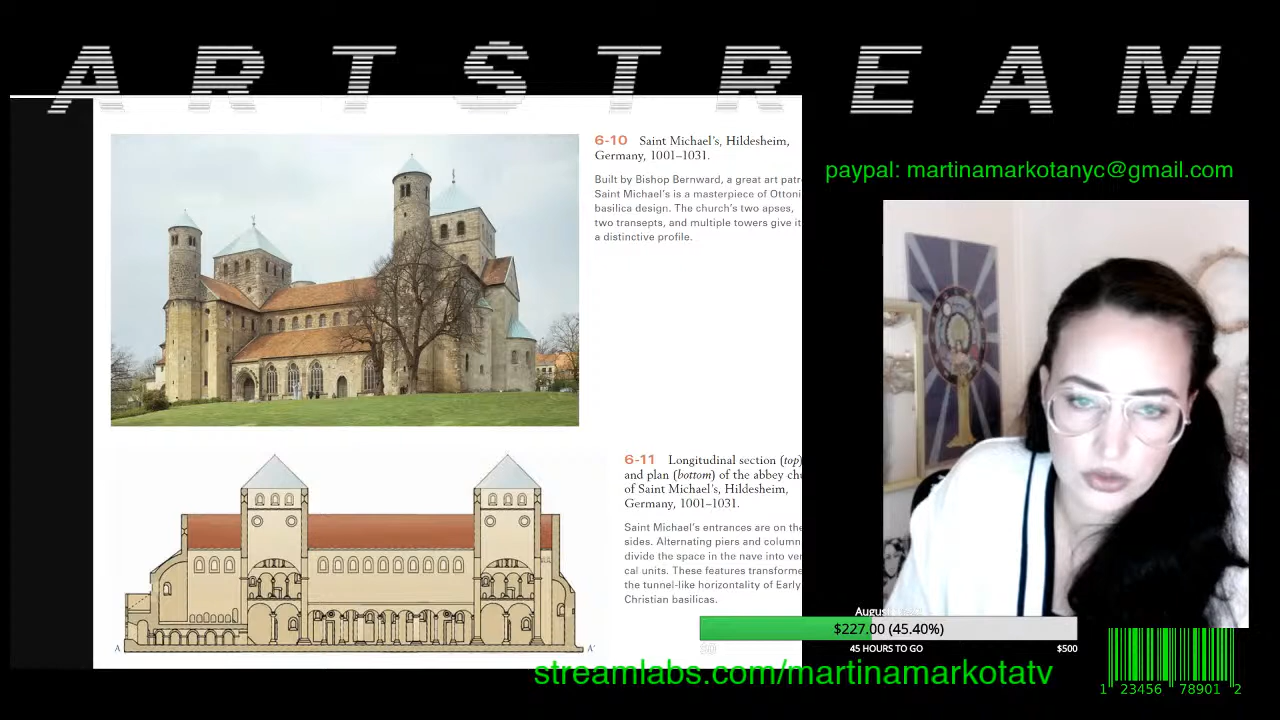 ARTSTREAM
paypal: martinamarkotanyc@gmail.com
6-10 Saint Michael's, Hildesheim,
Germany, 1001–1031.
Built by Bishop Bernward, a great art patr
Saint Michael's is a masterpiece of Ottoni
basilica design. The church's two apses,
two transepts, and multiple towers give it
a distinctive profile.
6-11 Longitudinal section (top)
and plan (bottom) of the abbey chu
of Saint Michael's, Hildesheim,
Germany, 1001–1031.
Saint Michael's entrances are on the
sides. Alternating piers and column
divide the space in the nave into ver
cal units. These features transforme
the tunnel-like horizontality of Early
Christian basilicas.
A A'
August
$227.00 (45.40%)
$0 45 HOURS TO GO $500
streamlabs.com/martinamarkotatv
1 23456 78901 2